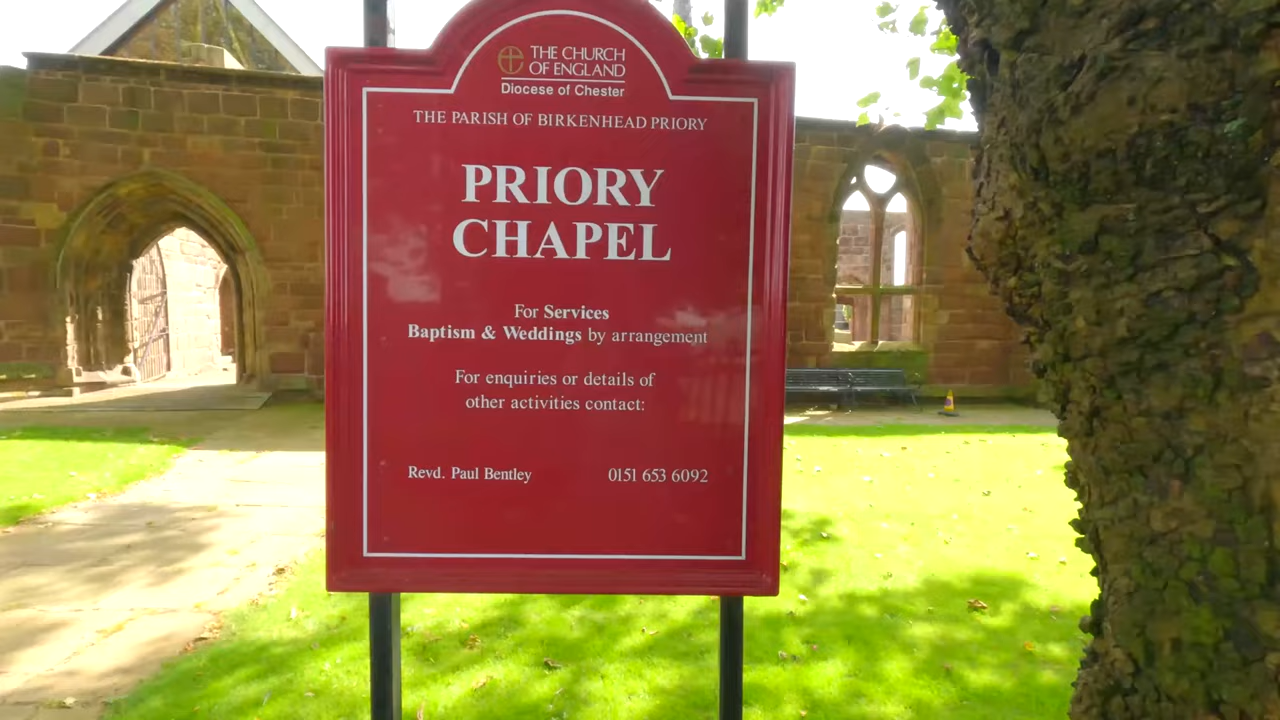 THE CHURCH
OF ENGLAND
Diocese of Chester
THE PARISH OF BIRKENHEAD PRIORY
PRIORY
CHAPEL
For Services
Baptism & Weddings by arrangement
For enquiries or details of
other activities contact:
Revd. Paul Bentley 0151 653 6092